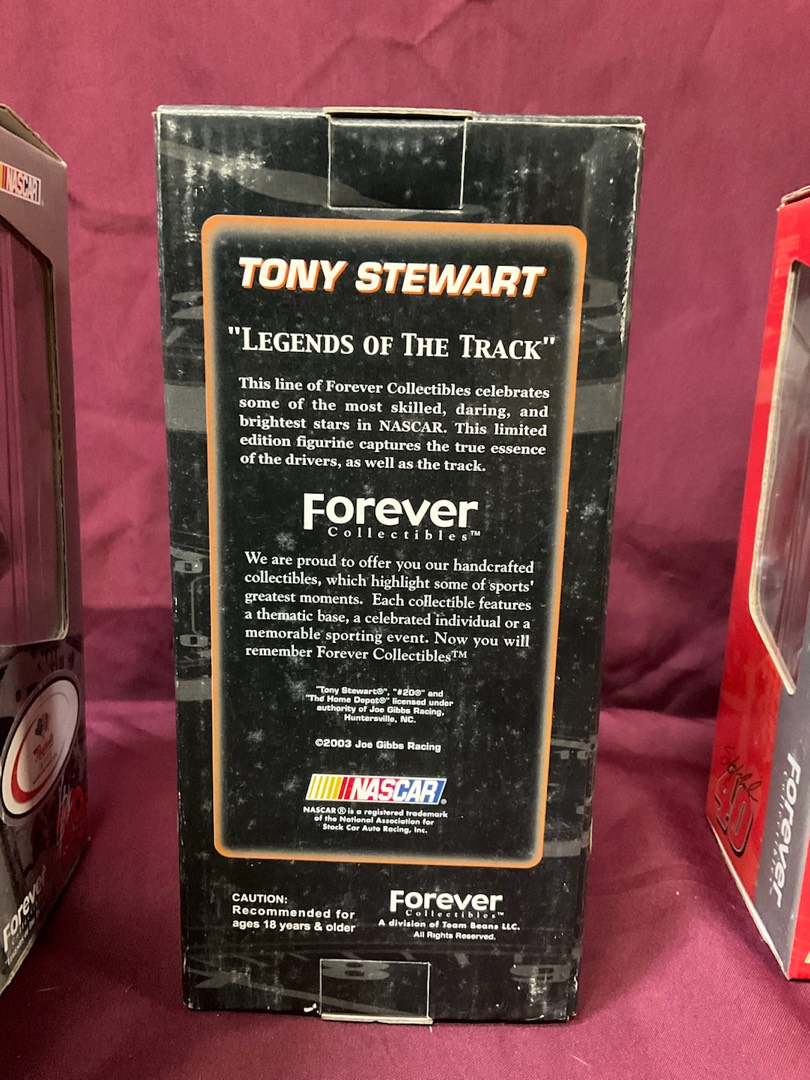 NASCAR
TONY STEWART
"LEGENDS OF THE TRACK"
This line of Forever Collectibles celebrates
some of the most skilled, daring, and
brightest stars in NASCAR. This limited
edition figurine captures the true essence
of the drivers, as well as the track.
Forever
Collectibles™
We are proud to offer you our handcrafted
collectibles, which highlight some of sports'
greatest moments. Each collectible features
a thematic base, a celebrated individual or a
memorable sporting event. Now you will
remember Forever Collectibles™
"Tony Stewart®", "#20®" and
"The Home Depot®" licensed under
authority of Joe Gibbs Racing,
Huntersville, NC.
©2003 Joe Gibbs Racing
NASCAR®
NASCAR® is a registered trademark
of the National Association for
Stock Car Auto Racing, Inc.
CAUTION:
Recommended for
ages 18 years & older
Forever
Collectibles™
A division of Team Beans LLC.
All Rights Reserved.
Forever
40
Forever